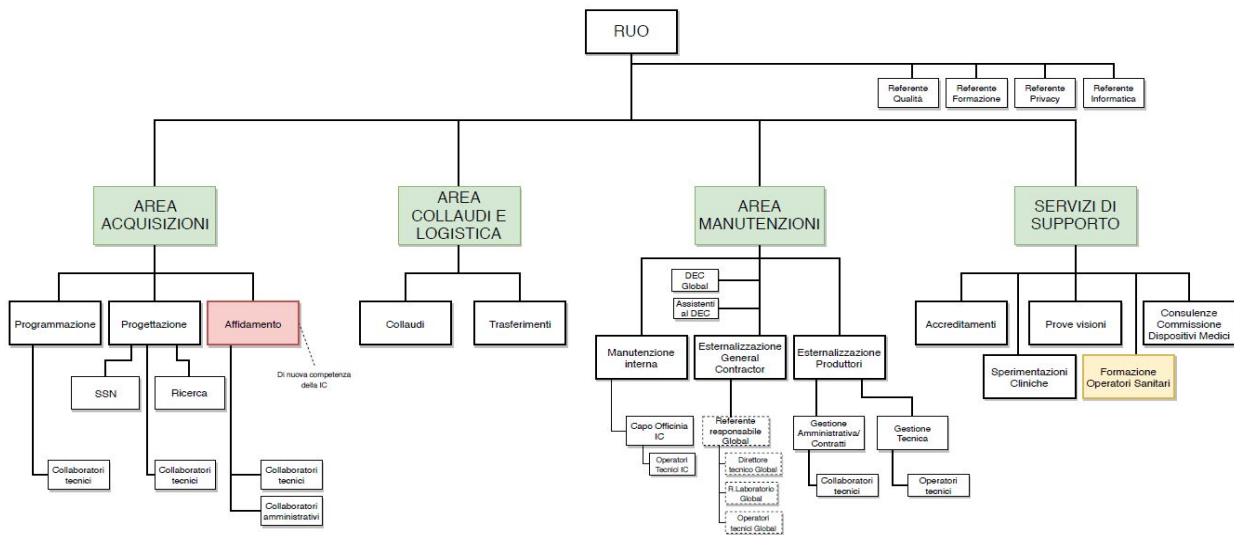 RUO
Referente
Qualità
Referente
Formazione
Referente
Privacy
Referente
Informatica
AREA
ACQUISIZIONI
AREA
COLLAUDI E
LOGISTICA
AREA
MANUTENZIONI
SERVIZI DI
SUPPORTO
Programmazione
Progettazione
Affidamento
Di nuova competenza
della IC
SSN
Ricerca
Collaboratori
tecnici
Collaboratori
tecnici
Collaboratori
tecnici
Collaboratori
amministrativi
Collaudi
Trasferimenti
DEC
Global
Assistenti
al DEC
Manutenzione
interna
Esternalizzazione
General
Contractor
Esternalizzazione
Produttori
Capo Officinia
IC
Operatori
Tecnici IC
Referente
responsabile
Global
Direttore
tecnico Global
R.Laboratorio
Global
Operatori
tecnici Global
Gestione
Amministrativa/
Contratti
Collaboratori
tecnici
Gestione
Tecnica
Operatori
tecnici
Accreditamenti
Prove visioni
Consulenze
Commissione
Dispositivi Medici
Sperimentazioni
Cliniche
Formazione
Operatori Sanitari